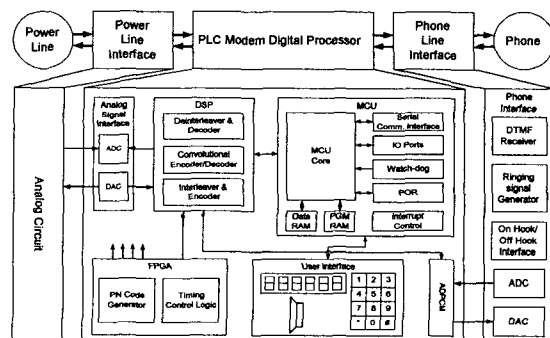 Power
Line
Power
Line
Interface
PLC Modem Digital Processor
Phone
Line
Interface
Phone
Analog Circuit
Analog
Signal
Interface
ADC
DAC
DSP
Deinterleaver &
Decoder
Convolutional
Encoder/Decoder
Interleaver &
Encoder
MCU
MCU
Core
Serial
Comm. Interface
IO Ports
Watch-dog
POR
Interrupt
Control
Data
RAM
PGM
RAM
FPGA
PN Code
Generator
Timing
Control Logic
User Interface
1 2 3
4 5 6
7 8 9
* 0 #
ADPCM
Phone Interface
DTMF
Receiver
Ringing
signal
Generator
On Hook/
Off Hook
Interface
ADC
DAC